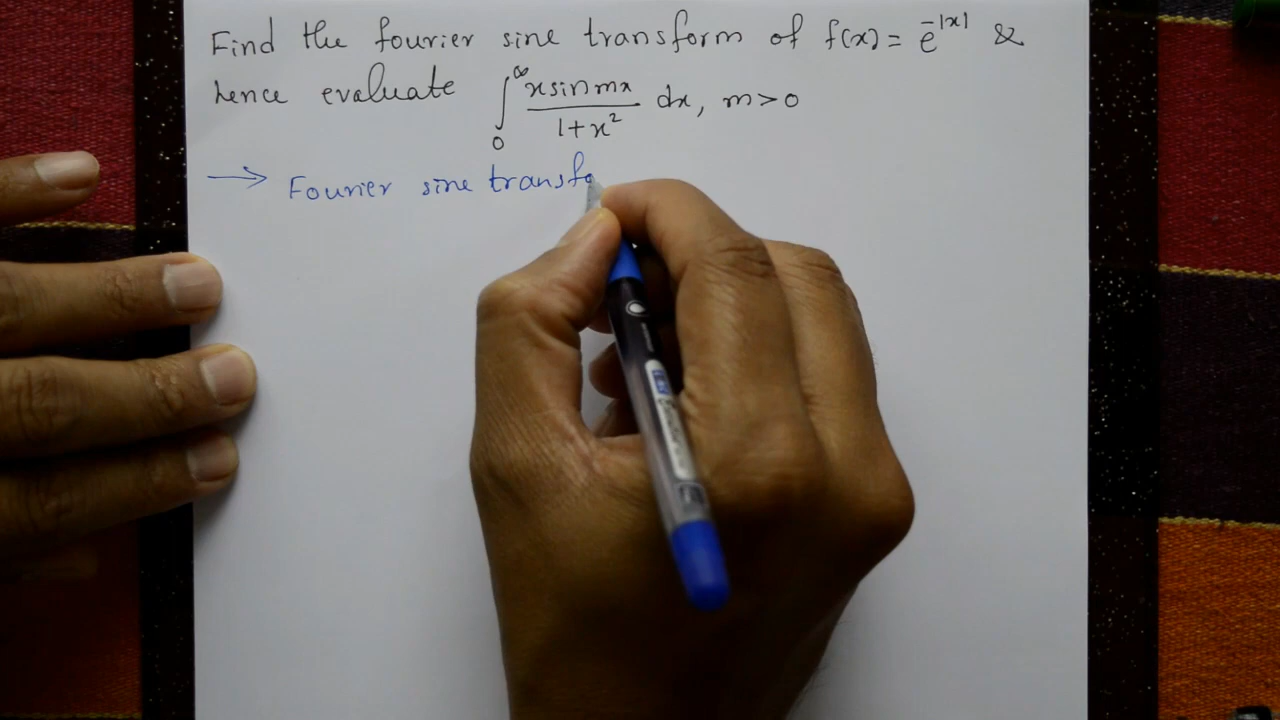 Find the fourier sine transform of f(x) = e^{-|x|} &
hence evaluate ∫_0^∞ x sin mx / 1+x² dx, m>0
→ Fourier sine transfo